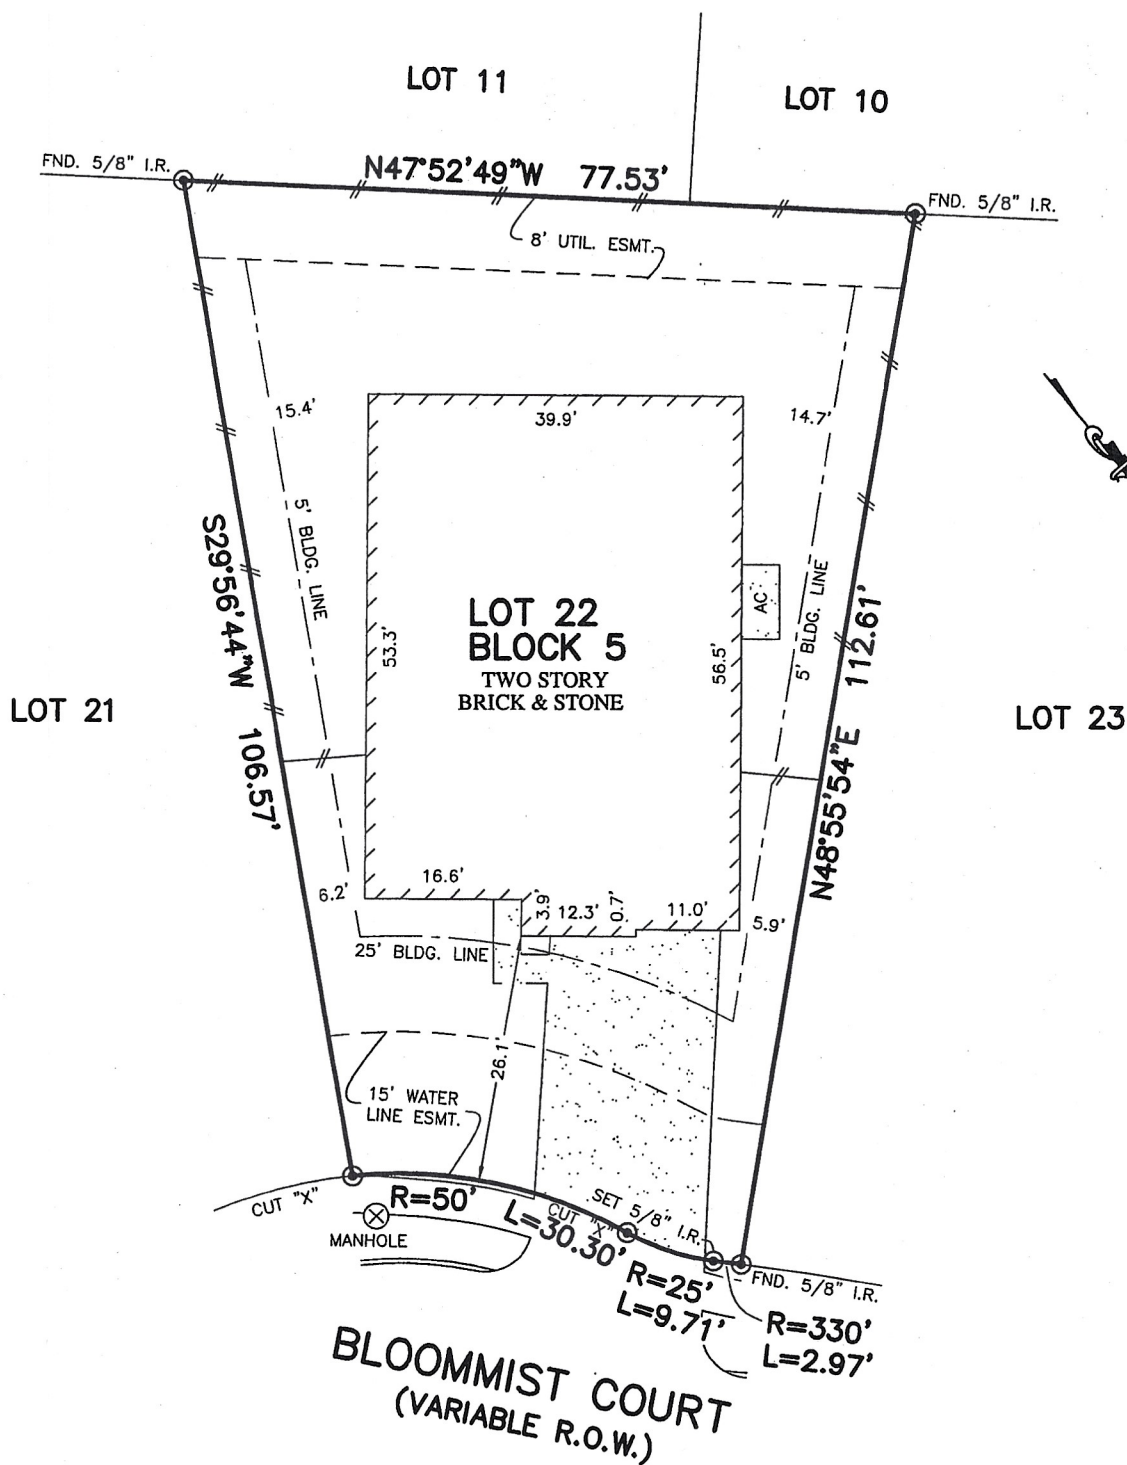 LOT 11
LOT 10
FND. 5/8" I.R.
N47°52'49"W 77.53'
FND. 5/8" I.R.
8' UTIL. ESMT.
15.4'
39.9'
14.7'
5' BLDG. LINE
S29°56'44"W 106.57'
53.3'
LOT 22
BLOCK 5
TWO STORY
BRICK & STONE
56.5'
AC
5' BLDG. LINE
N48°55'54"E 112.61'
LOT 21
LOT 23
16.6'
6.2'
3.9'
12.3'
0.7'
11.0'
5.9'
25' BLDG. LINE
26.1'
15' WATER
LINE ESMT.
CUT "X"
R=50'
L=30.30'
CUT "X"
SET 5/8" I.R.
MANHOLE
R=25'
L=9.71'
FND. 5/8" I.R.
R=330'
L=2.97'
BLOOMMIST COURT
(VARIABLE R.O.W.)